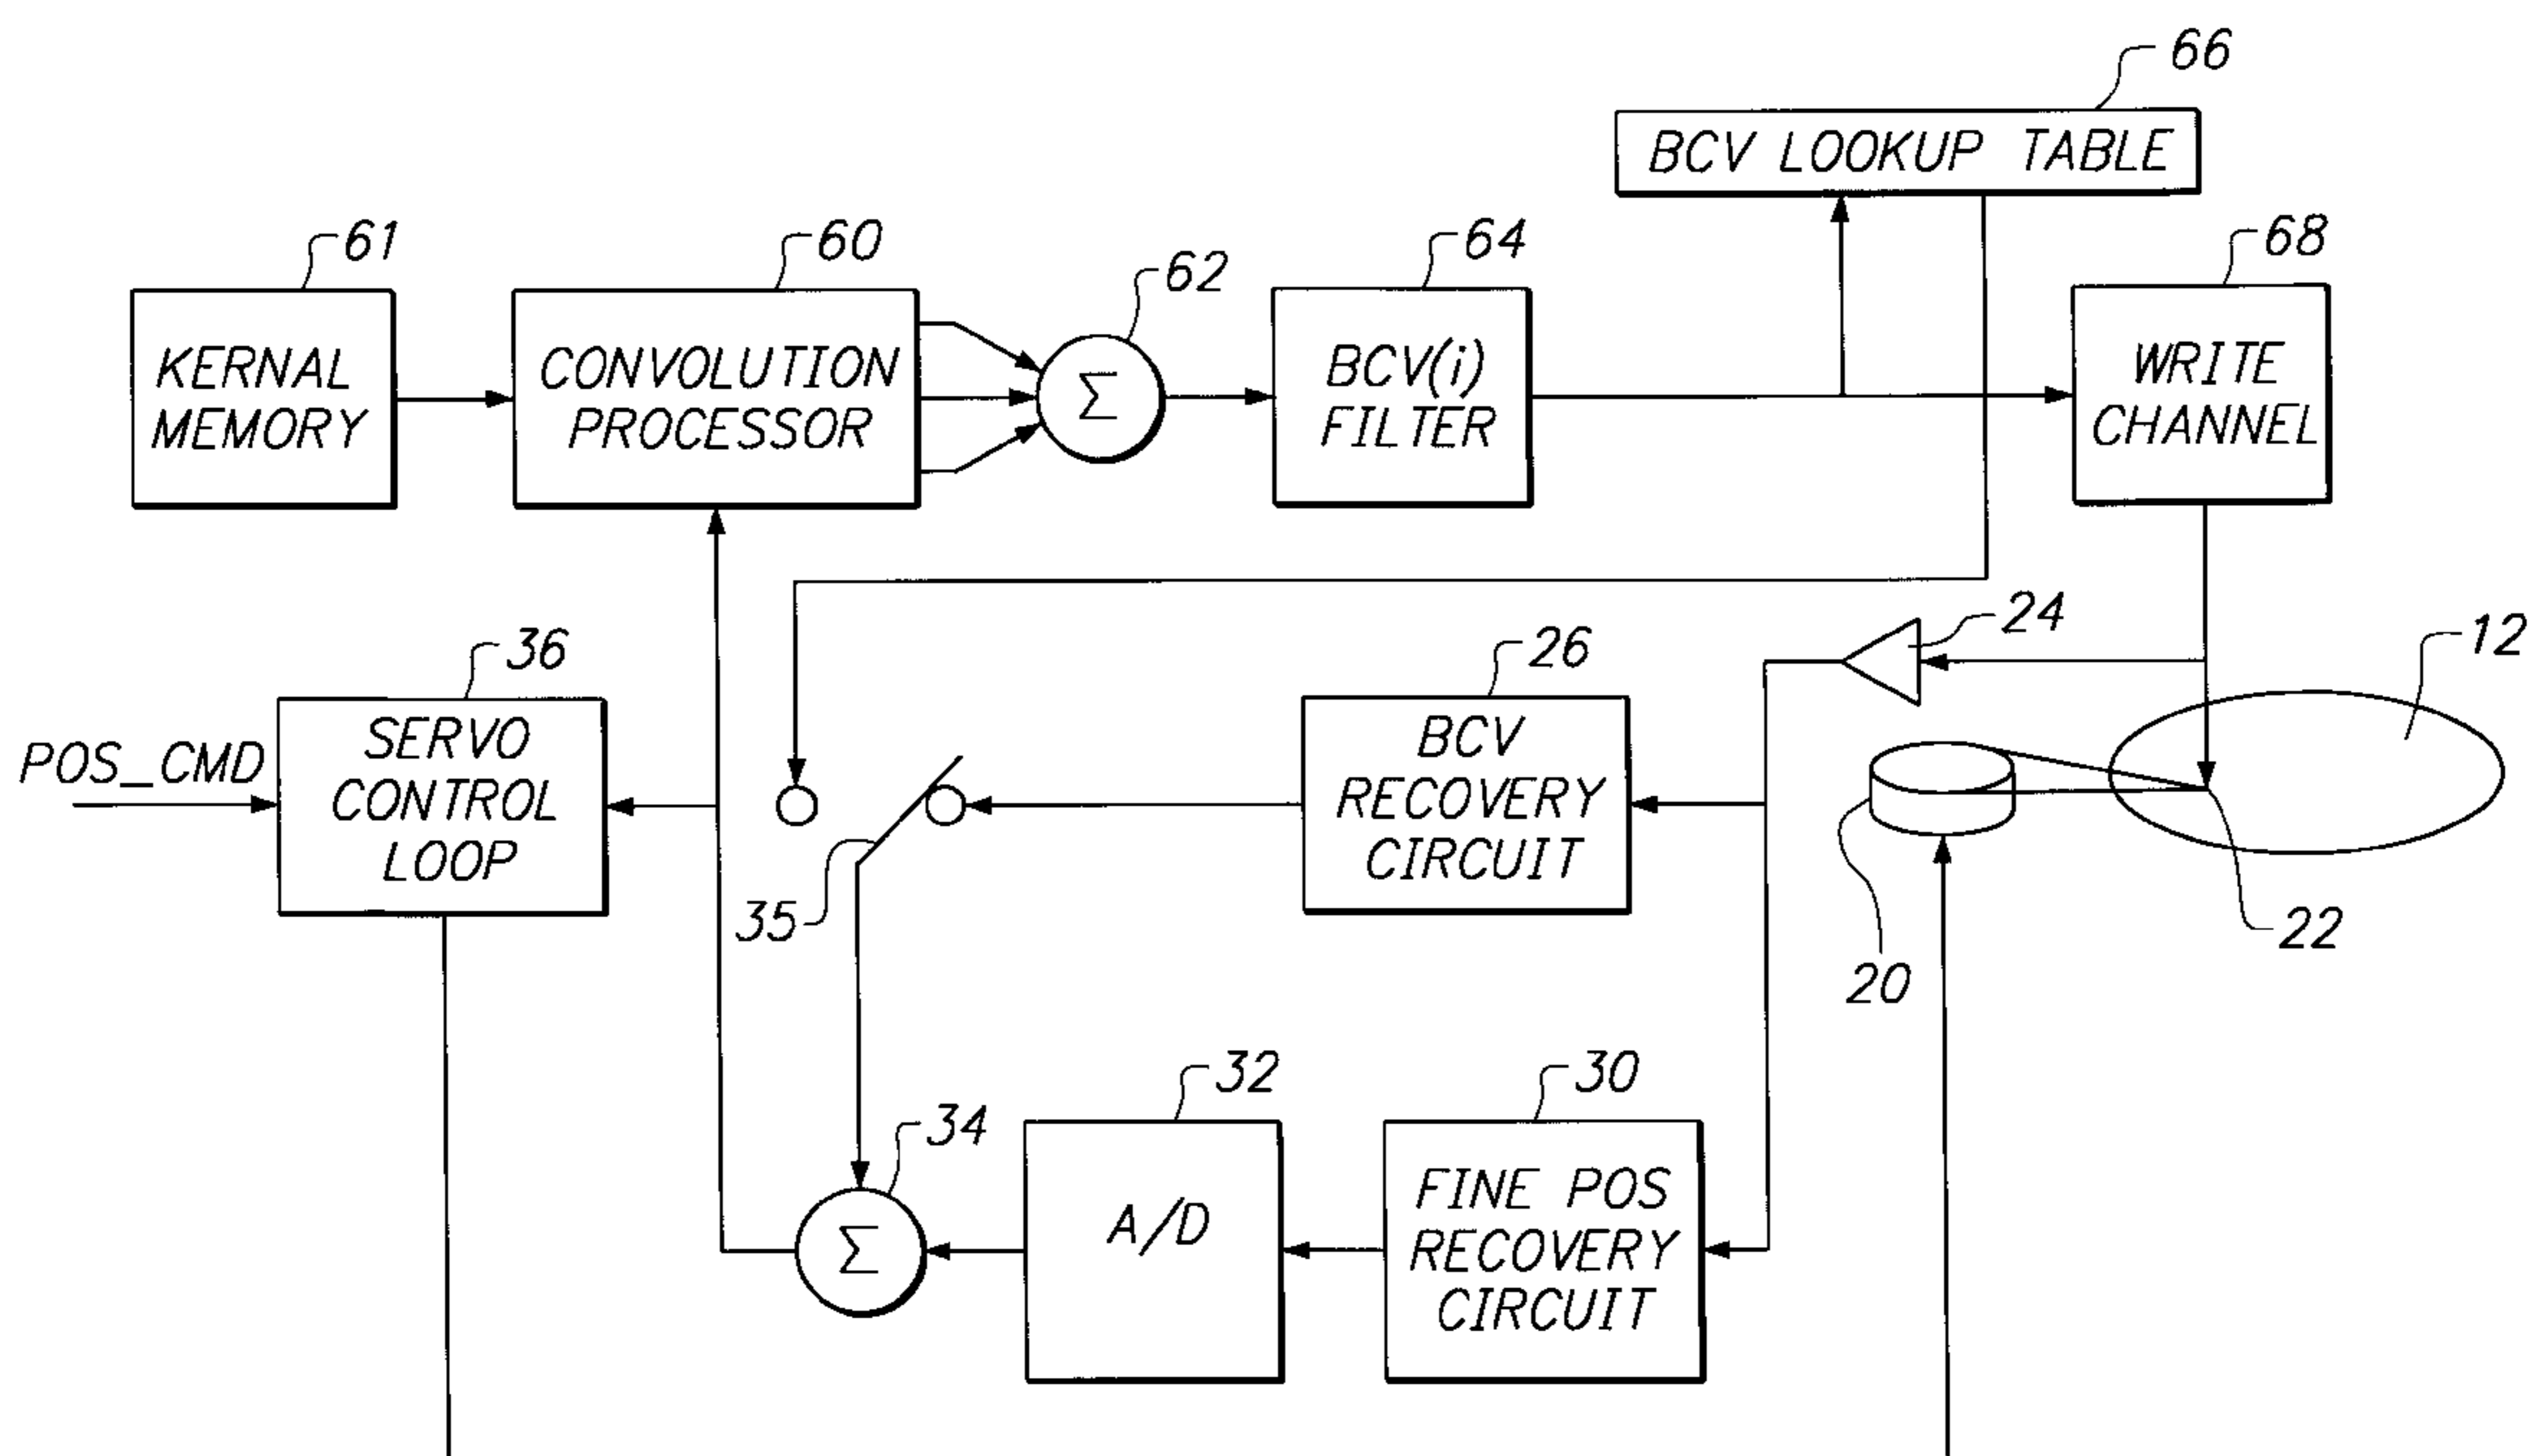 66
BCV LOOKUP TABLE
61
60
62
64
68
KERNAL
MEMORY
CONVOLUTION
PROCESSOR
Σ
BCV(i)
FILTER
WRITE
CHANNEL
36
26
24
12
POS_CMD
SERVO
CONTROL
LOOP
BCV
RECOVERY
CIRCUIT
35
20
22
34
32
30
Σ
A/D
FINE POS
RECOVERY
CIRCUIT